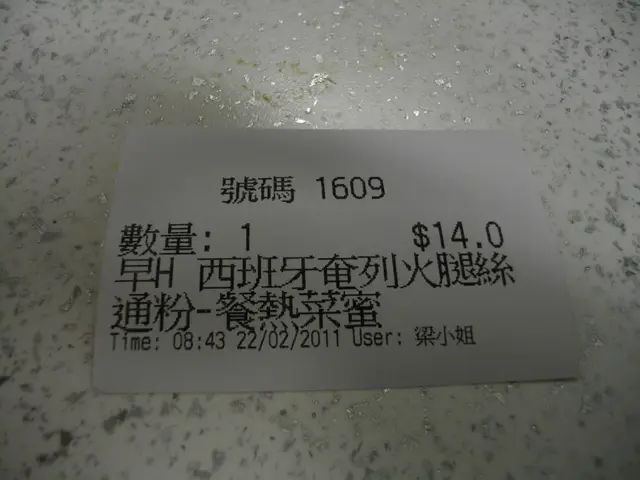 號碼 1609
數量: 1 $14.0
早H 西班牙奄列火腿絲
通粉-餐熱菜蜜
Time: 08:43 22/02/2011 User: 梁小姐